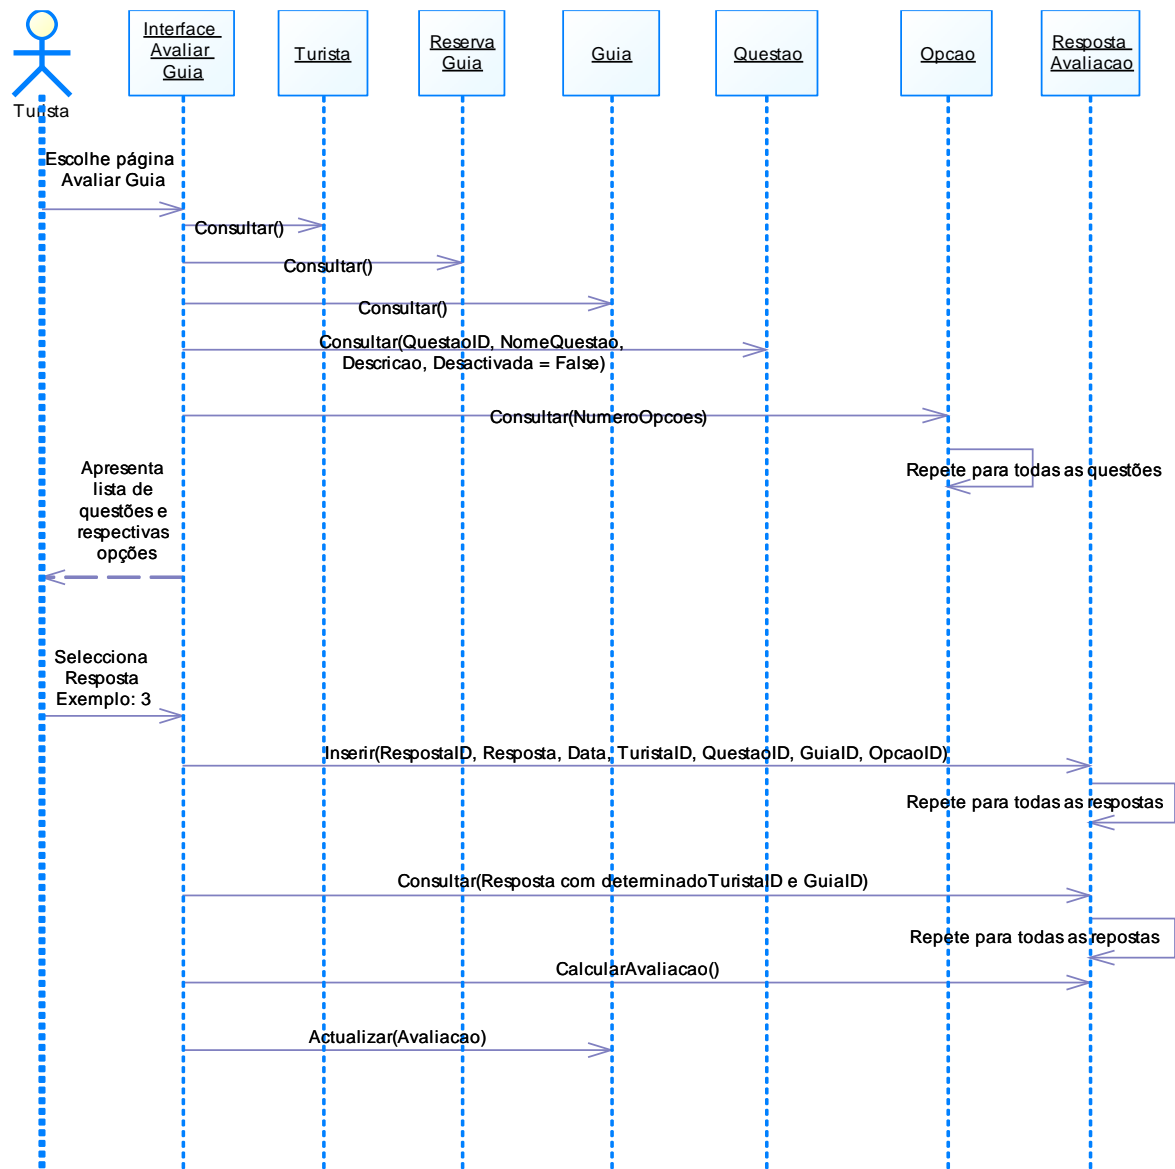 Interface
Avaliar
Guia
Turista
Reserva
Guia
Guia
Questao
Opcao
Resposta
Avaliacao
Turista
Escolhe página
Avaliar Guia
Consultar()
Consultar()
Consultar()
Consultar(QuestaoID, NomeQuestao,
Descricao, Desactivada = False)
Consultar(NumeroOpcoes)
Repete para todas as questões
Apresenta
lista de
questões e
respectivas
opções
Selecciona
Resposta
Exemplo: 3
Inserir(RespostaID, Resposta, Data, TuristaID, QuestaoID, GuiaID, OpcaoID)
Repete para todas as respostas
Consultar(Resposta com determinadoTuristaID e GuiaID)
Repete para todas as repostas
CalcularAvaliacao()
Actualizar(Avaliacao)